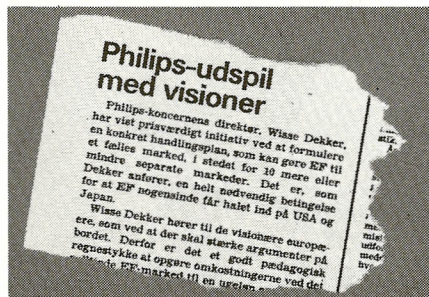 Philips-udspil
med visioner
Philips-koncernens direktør, Wisse Dekker,
har vist prisværdigt initiativ ved at formulere
en konkret handlingsplan, som kan gøre EF til
et fælles marked, i stedet for 10 mere eller
mindre separate markeder. Det er, som
Dekker anfører, en helt nødvendig betingelse
for at EF nogensinde får halet ind på USA og
Japan.
Wisse Dekker hører til de visionære europæ-
ere, som ved at der skal stærke argumenter på
bordet. Derfor er det et godt pædagogisk
regnestykke at opgøre omkostningerne ved det
EF-marked til en